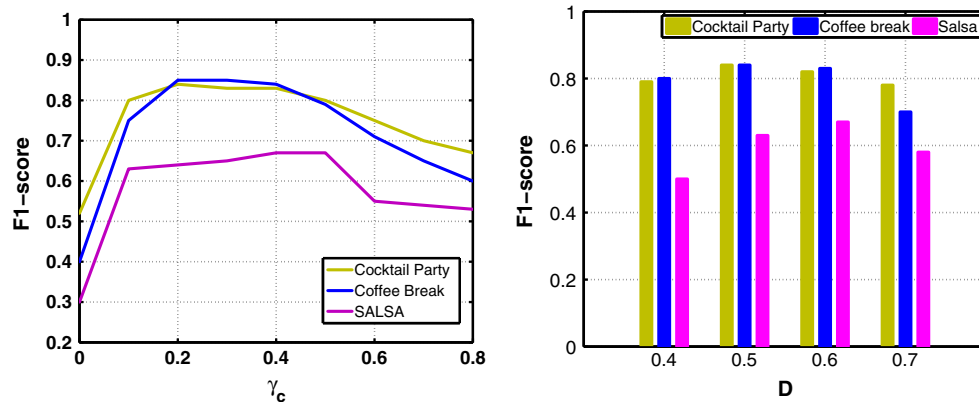 1
0.9
0.8
0.7
0.6
0.5
0.4
0.3
0.2
F1-score
0 0.2 0.4 0.6 0.8
γc
Cocktail Party
Coffee Break
SALSA
Cocktail Party Coffee break Salsa
1
0.8
0.6
0.4
0.2
0
F1-score
0.4 0.5 0.6 0.7
D